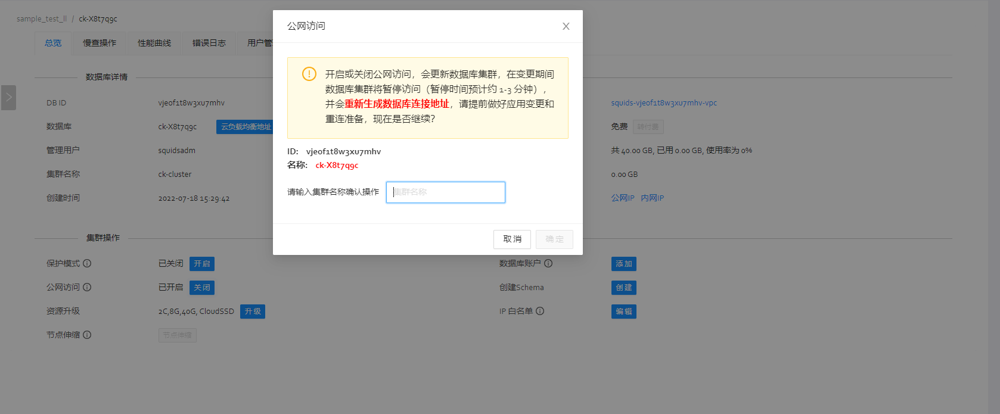 sample_test_ll / ck-X8t7q9c
总览 慢查操作 性能曲线 错误日志 用户管
数据库详情
DB ID vjeof1t8w3xu7mhv
数据库 ck-X8t7q9c 云负载均衡地址
管理用户 squidsadm
集群名称 ck-cluster
创建时间 2022-07-18 15:29:42
squids-vjeof1t8w3xu7mhv-vpc
免费 转付费
共 40.00 GB, 已用 0.00 GB, 使用率为 0%
0.00 GB
公网IP 内网IP
公网访问
开启或关闭公网访问，会更新数据库集群，在变更期间
数据库集群将暂停访问（暂停时间预计约 1-3 分钟），
并会重新生成数据库连接地址，请提前做好应用变更和
重连准备，现在是否继续？
ID: vjeof1t8w3xu7mhv
名称: ck-X8t7q9c
请输入集群名称确认操作 集群名称
取 消 确 定
集群操作
保护模式 已关闭 开 启
公网访问 已开启 关 闭
资源升级 2C,8G,40G, CloudSSD 升 级
节点伸缩 节点伸缩
数据库账户 添 加
创建Schema 创 建
IP 白名单 编 辑